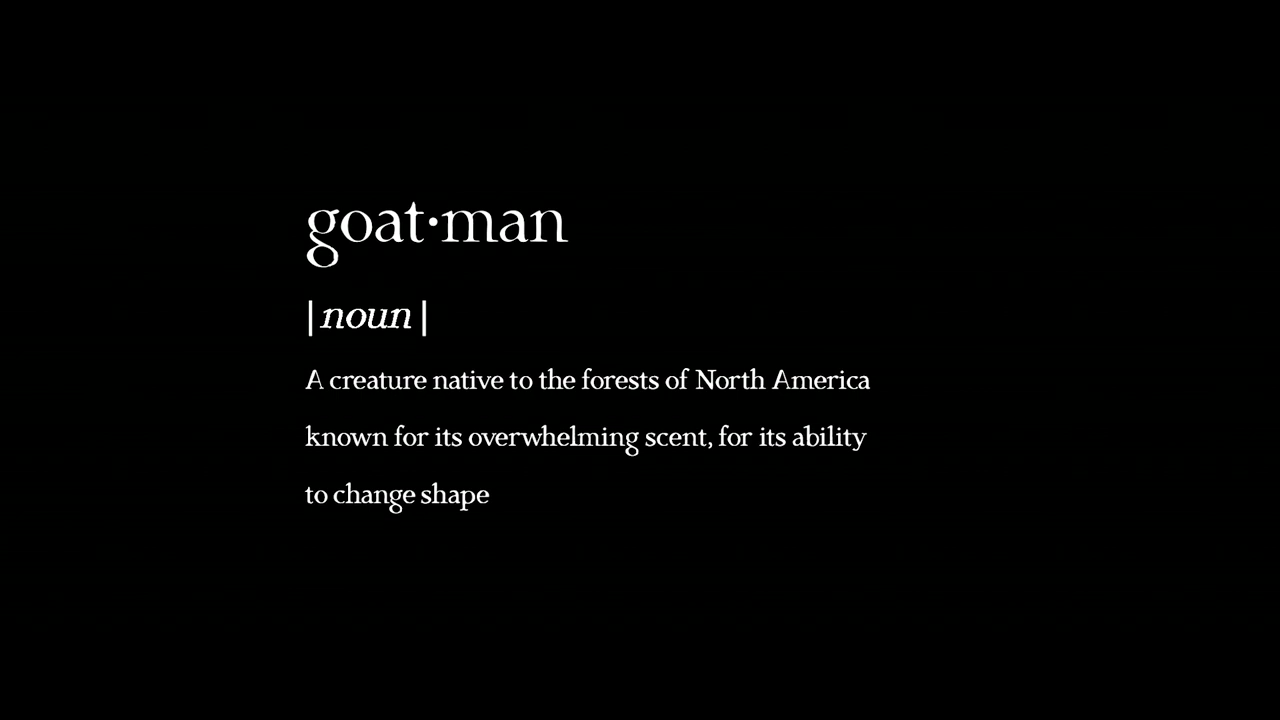 goat·man
|noun|
A creature native to the forests of North America
known for its overwhelming scent, for its ability
to change shape